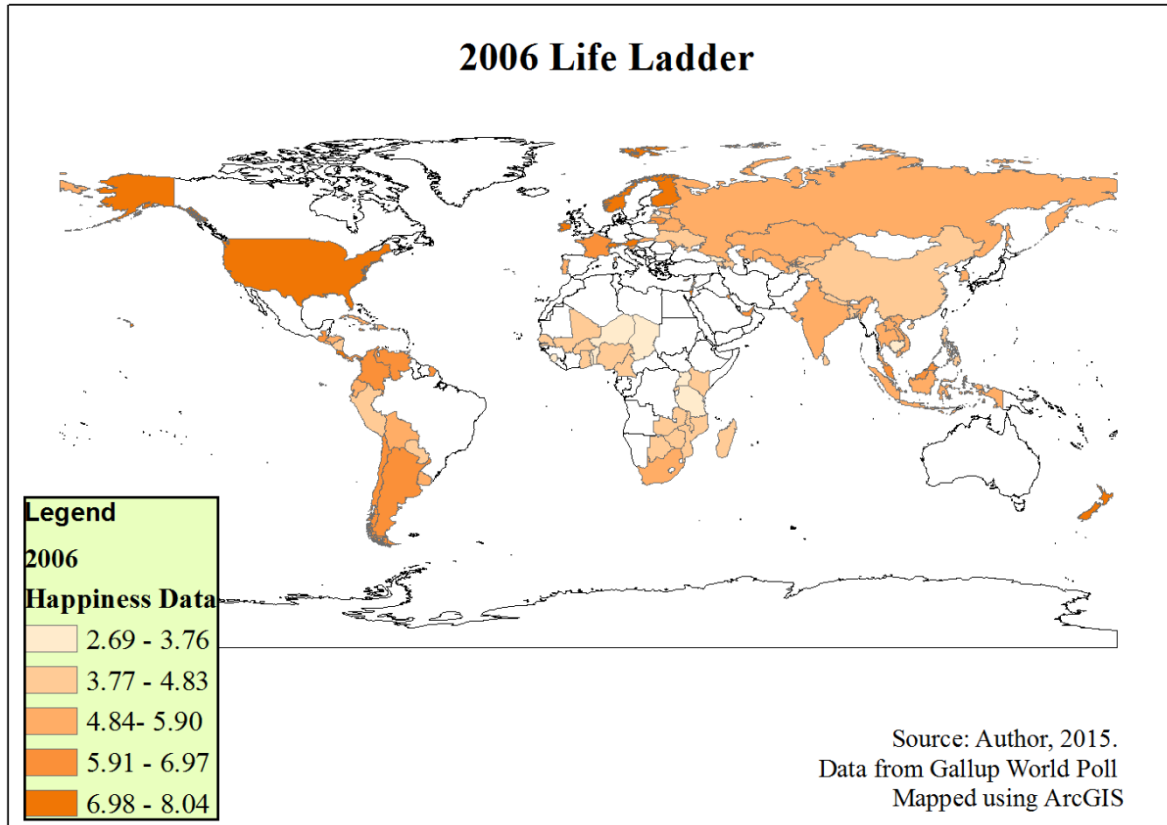 2006 Life Ladder
Legend
2006
Happiness Data
2.69 - 3.76
3.77 - 4.83
4.84- 5.90
5.91 - 6.97
6.98 - 8.04
Source: Author, 2015.
Data from Gallup World Poll
Mapped using ArcGIS